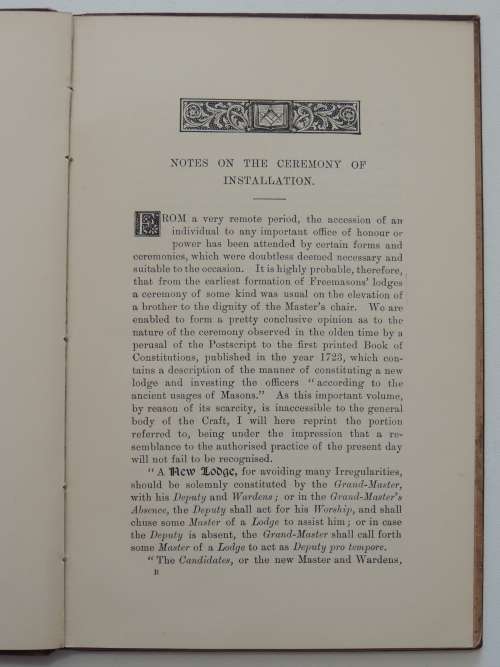 NOTES ON THE CEREMONY OF
INSTALLATION.
FROM a very remote period, the accession of an
individual to any important office of honour or
power has been attended by certain forms and
ceremonies, which were doubtless deemed necessary and
suitable to the occasion. It is highly probable, therefore,
that from the earliest formation of Freemasons' lodges
a ceremony of some kind was usual on the elevation of
a brother to the dignity of the Master's chair. We are
enabled to form a pretty conclusive opinion as to the
nature of the ceremony observed in the olden time by a
perusal of the Postscript to the first printed Book of
Constitutions, published in the year 1723, which con-
tains a description of the manner of constituting a new
lodge and investing the officers "according to the
ancient usages of Masons." As this important volume,
by reason of its scarcity, is inaccessible to the general
body of the Craft, I will here reprint the portion
referred to, being under the impression that a re-
semblance to the authorised practice of the present day
will not fail to be recognised.
"A New Lodge, for avoiding many Irregularities,
should be solemnly constituted by the Grand-Master,
with his Deputy and Wardens; or in the Grand-Master's
Absence, the Deputy shall act for his Worship, and shall
chuse some Master of a Lodge to assist him; or in case
the Deputy is absent, the Grand-Master shall call forth
some Master of a Lodge to act as Deputy pro tempore.
"The Candidates, or the new Master and Wardens,
B